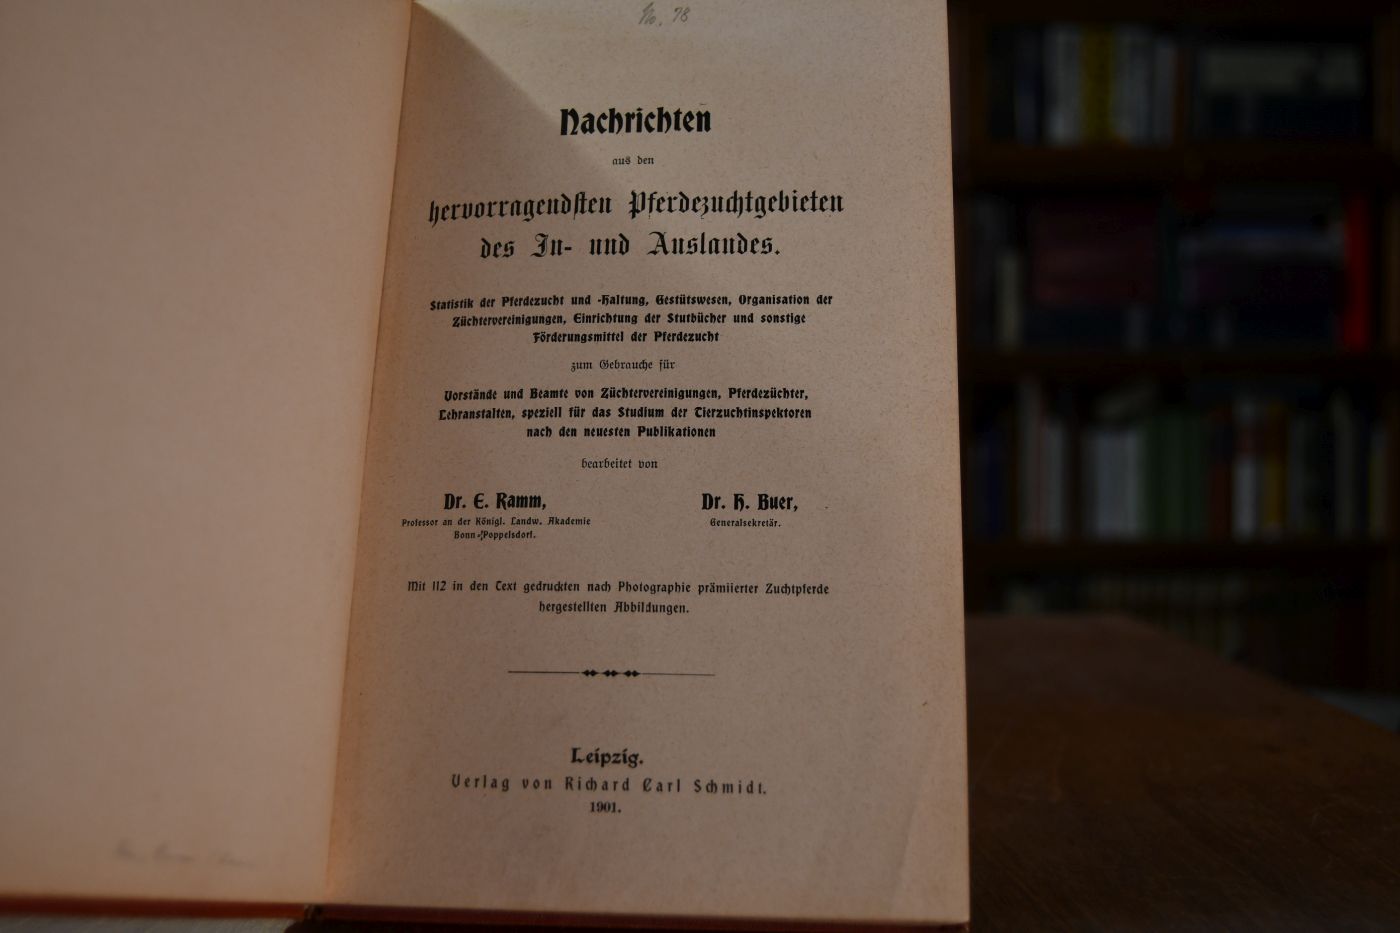 No. 78
Nachrichten
aus den
hervorragendsten Pferdezuchtgebieten
des In- und Auslandes.
Statistik der Pferdezucht und -Haltung, Gestütswesen, Organisation der
Züchtervereinigungen, Einrichtung der Stutbücher und sonstige
Förderungsmittel der Pferdezucht
zum Gebrauche für
Vorstände und Beamte von Züchtervereinigungen, Pferdezüchter,
Lehranstalten, speziell für das Studium der Tierzuchtinspektoren
nach den neuesten Publikationen
bearbeitet von
Dr. E. Ramm,
Professor an der Königl. Landw. Akademie
Bonn-Poppelsdorf.
Dr. H. Buer,
Generalsekretär.
Mit 112 in den Text gedruckten nach Photographie prämiierter Zuchtpferde
hergestellten Abbildungen.
Leipzig.
Verlag von Richard Carl Schmidt.
1901.